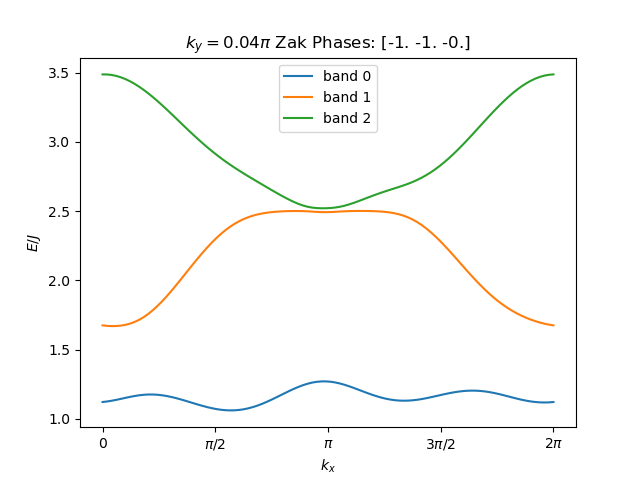 k_y = 0.04π Zak Phases: [-1. -1. -0.]
band 0
band 1
band 2
E/J
3.5
3.0
2.5
2.0
1.5
1.0
0 π/2 π 3π/2 2π
k_x